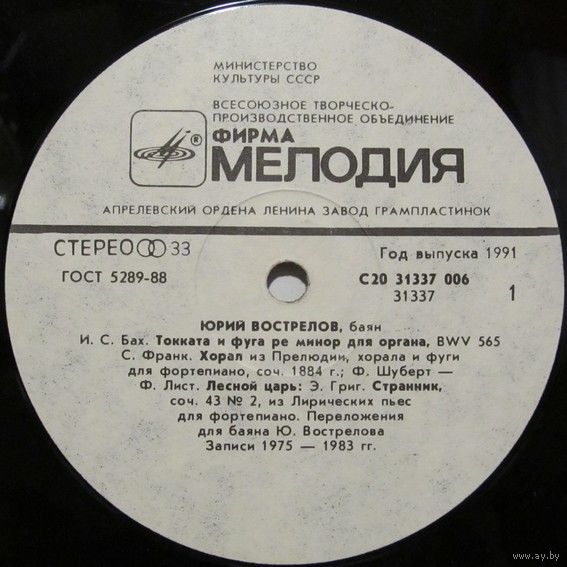 МИНИСТЕРСТВО
КУЛЬТУРЫ СССР
ВСЕСОЮЗНОЕ ТВОРЧЕСКО-
ПРОИЗВОДСТВЕННОЕ ОБЪЕДИНЕНИЕ
ФИРМА
®
МЕЛОДИЯ
АПРЕЛЕВСКИЙ ОРДЕНА ЛЕНИНА ЗАВОД ГРАМПЛАСТИНОК
СТЕРЕО 33
Год выпуска 1991
ГОСТ 5289-88
С20 31337 006
31337
1
ЮРИЙ ВОСТРЕЛОВ, баян
И. С. Бах. Токката и фуга ре минор для органа, BWV 565
С. Франк. Хорал из Прелюдии, хорала и фуги
для фортепиано, соч. 1884 г.; Ф. Шуберт —
Ф. Лист. Лесной царь: Э. Григ. Странник,
соч. 43 № 2, из Лирических пьес
для фортепиано. Переложения
для баяна Ю. Вострелова
Записи 1975 — 1983 гг.
www.ay.by